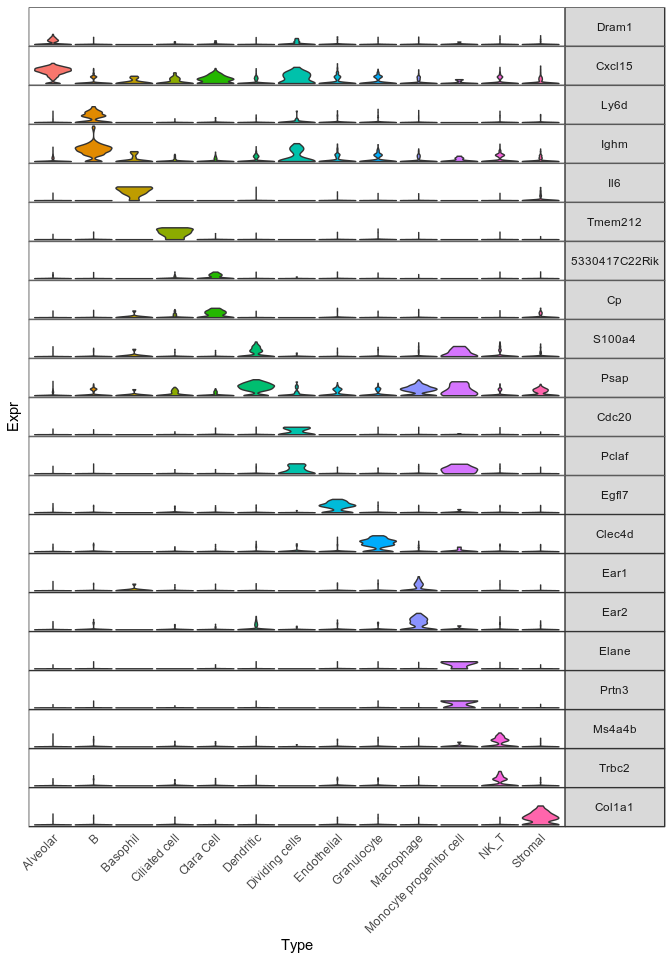 Dram1
Cxcl15
Ly6d
Ighm
Il6
Tmem212
5330417C22Rik
Cp
S100a4
Psap
Cdc20
Pclaf
Egfl7
Clec4d
Ear1
Ear2
Elane
Prtn3
Ms4a4b
Trbc2
Col1a1
Expr
Alveolar
B
Basophil
Ciliated cell
Clara Cell
Dendritic
Dividing cells
Endothelial
Granulocyte
Macrophage
Monocyte progenitor cell
NK_T
Stromal
Type